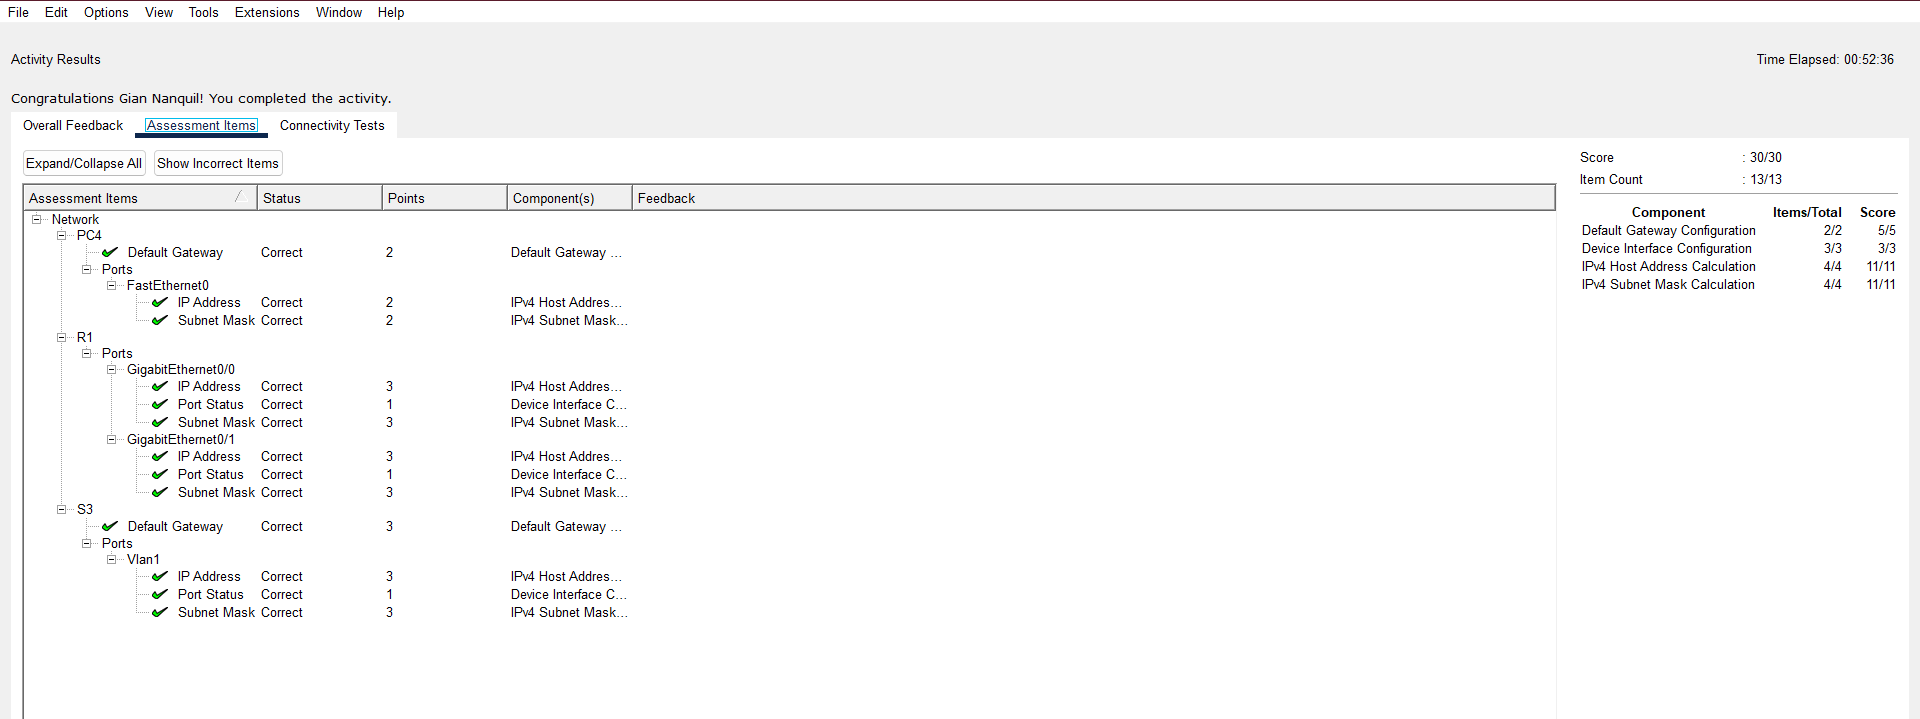 File Edit Options View Tools Extensions Window Help
Activity Results
Time Elapsed: 00:52:36
Congratulations Gian Nanquil! You completed the activity.
Overall Feedback Assessment Items Connectivity Tests
Expand/Collapse All Show Incorrect Items
Assessment Items Status Points Component(s) Feedback
Network
PC4
Default Gateway Correct 2 Default Gateway ...
Ports
FastEthernet0
IP Address Correct 2 IPv4 Host Addres...
Subnet Mask Correct 2 IPv4 Subnet Mask...
R1
Ports
GigabitEthernet0/0
IP Address Correct 3 IPv4 Host Addres...
Port Status Correct 1 Device Interface C...
Subnet Mask Correct 3 IPv4 Subnet Mask...
GigabitEthernet0/1
IP Address Correct 3 IPv4 Host Addres...
Port Status Correct 1 Device Interface C...
Subnet Mask Correct 3 IPv4 Subnet Mask...
S3
Default Gateway Correct 3 Default Gateway ...
Ports
Vlan1
IP Address Correct 3 IPv4 Host Addres...
Port Status Correct 1 Device Interface C...
Subnet Mask Correct 3 IPv4 Subnet Mask...
Score : 30/30
Item Count : 13/13
Component Items/Total Score
Default Gateway Configuration 2/2 5/5
Device Interface Configuration 3/3 3/3
IPv4 Host Address Calculation 4/4 11/11
IPv4 Subnet Mask Calculation 4/4 11/11